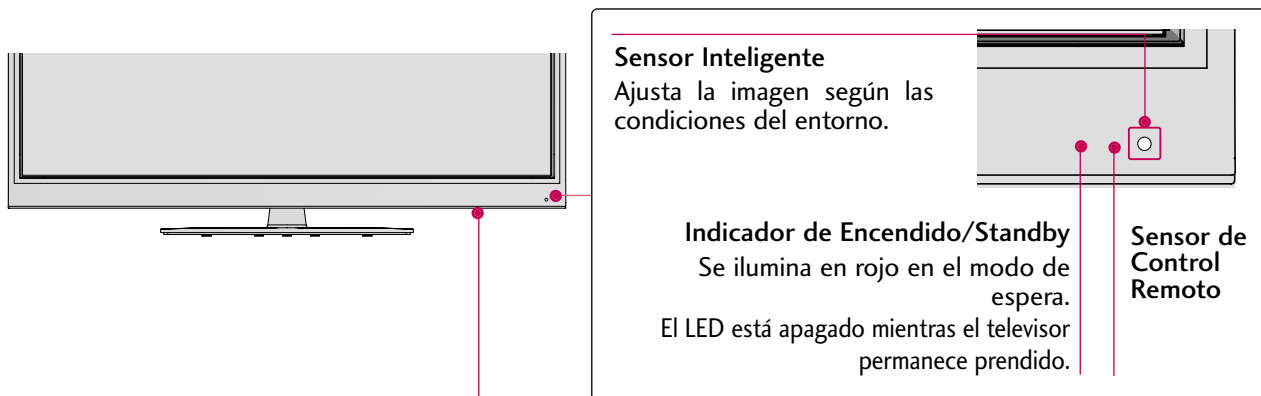 Sensor Inteligente
Ajusta la imagen según las
condiciones del entorno.
Indicador de Encendido/Standby
Se ilumina en rojo en el modo de
espera.
El LED está apagado mientras el televisor
permanece prendido.
Sensor de
Control
Remoto